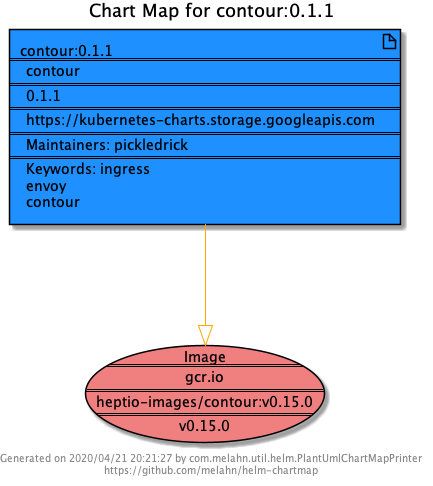 Chart Map for contour:0.1.1
contour:0.1.1
contour
0.1.1
https://kubernetes-charts.storage.googleapis.com
Maintainers: pickledrick
Keywords: ingress
envoy
contour
Image
gcr.io
heptio-images/contour:v0.15.0
v0.15.0
Generated on 2020/04/21 20:21:27 by com.melahn.util.helm.PlantUmlChartMapPrinter
https://github.com/melahn/helm-chartmap